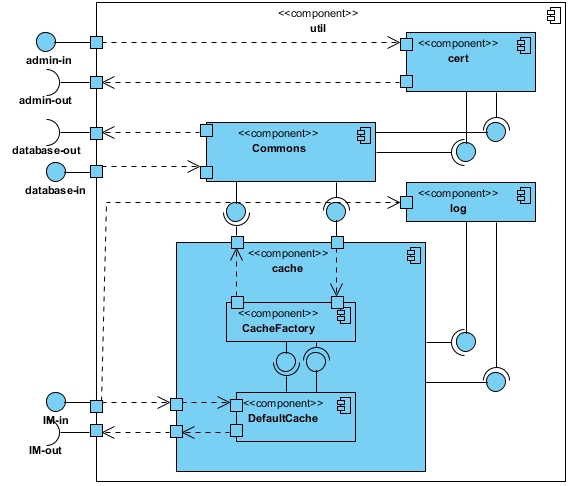 <<component>>
util
admin-in
<<component>>
cert
admin-out
database-out
<<component>>
Commons
database-in
<<component>>
log
<<component>>
cache
<<component>>
CacheFactory
IM-in
<<component>>
DefaultCache
IM-out